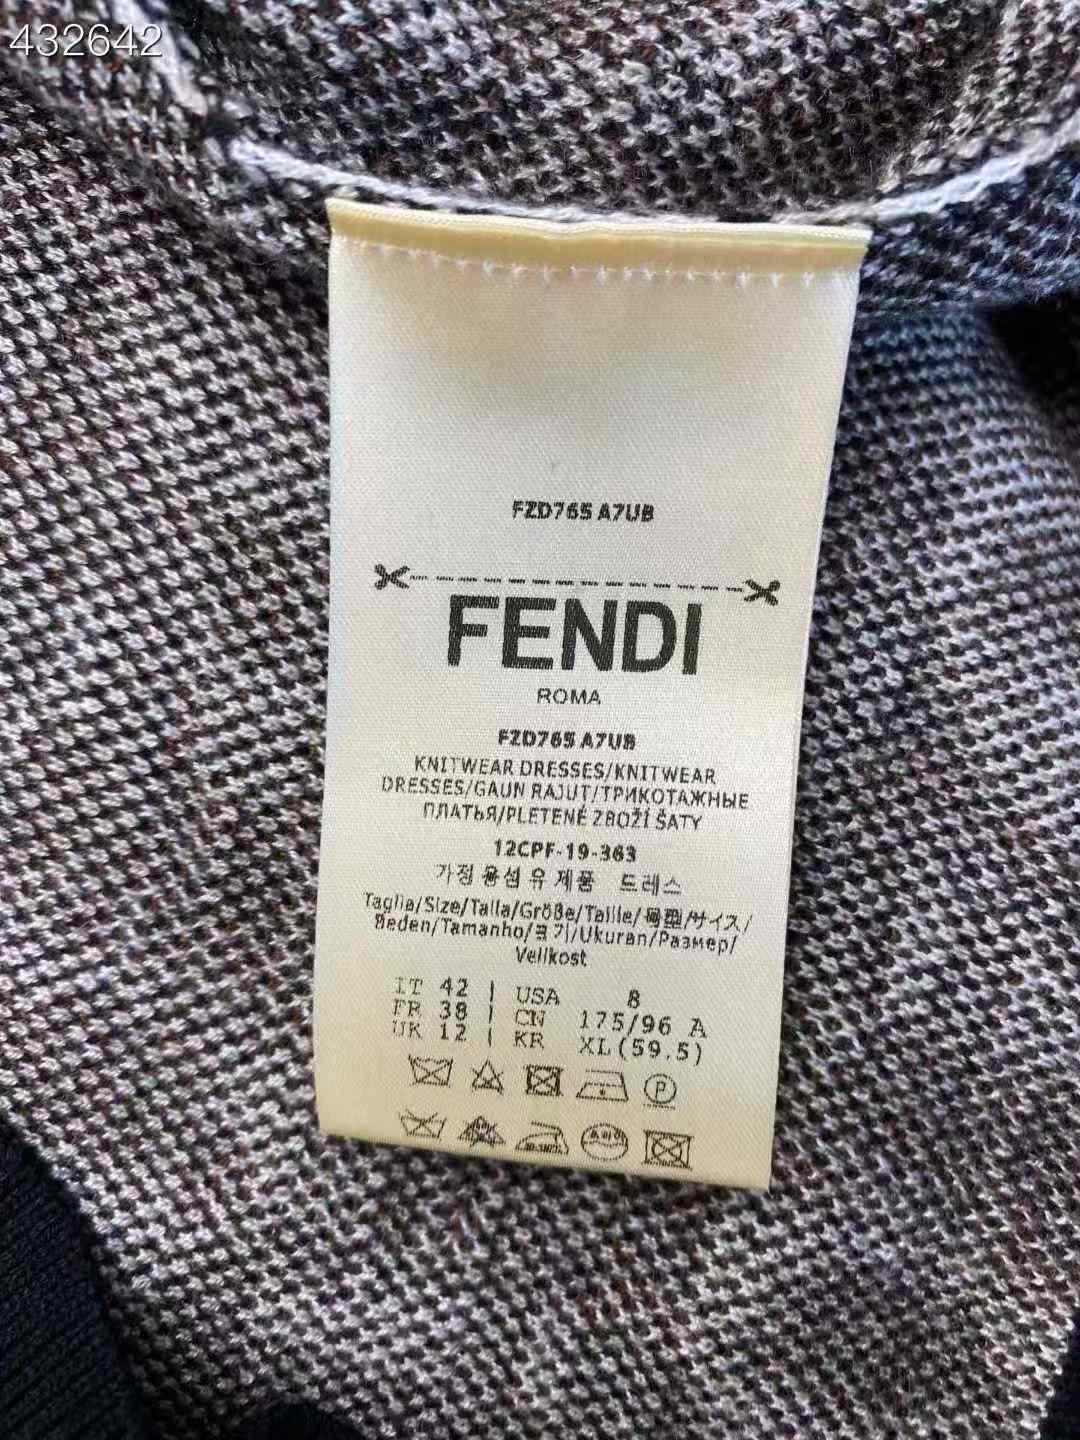 432642
FZD765 A7UB
FENDI
ROMA
FZD765 A7UB
KNITWEAR DRESSES/KNITWEAR
DRESSES/GAUN RAJUT/ТРИКОТАЖНЫЕ
ПЛАТЬЯ/PLETENÉ ZBOŽÍ ŠATY
12CPF-19-363
가정용섬유제품 드레스
Taglia/Size/Talla/Größe/Taille/号型/サイズ/
Beden/Tamanho/크기/Ukuran/Размер/
Velikost
IT 42 | USA 8
FR 38 | CN 175/96 A
UK 12 | KR XL(59.5)
P